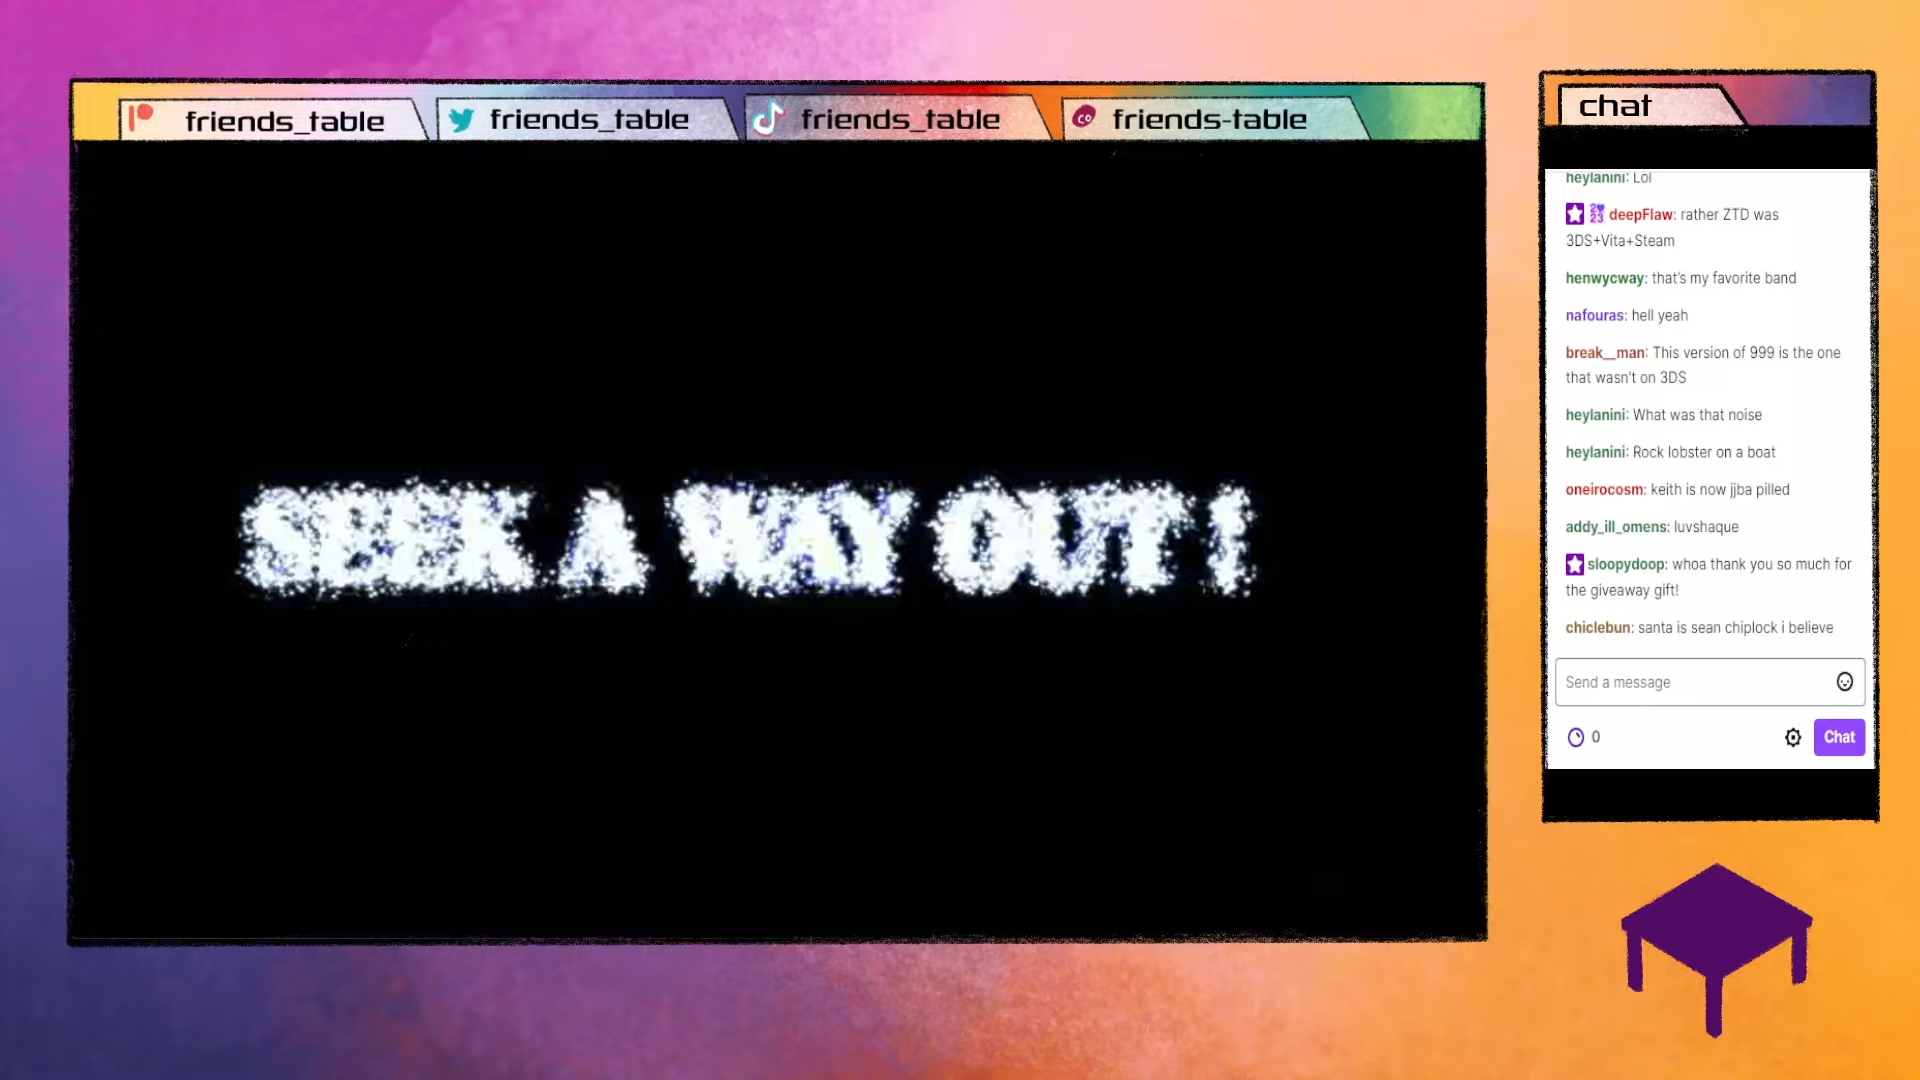 friends_table
friends_table
friends_table
friends-table
SEEK A WAY OUT!
chat
heylanini: Lol
deepFlaw: rather ZTD was
3DS+Vita+Steam
henwycway: that's my favorite band
nafouras: hell yeah
break__man: This version of 999 is the one
that wasn't on 3DS
heylanini: What was that noise
heylanini: Rock lobster on a boat
oneirocosm: keith is now jjba pilled
addy_ill_omens: luvshaque
sloopydoop: whoa thank you so much for
the giveaway gift!
chiclebun: santa is sean chiplock i believe
Send a message
0
Chat